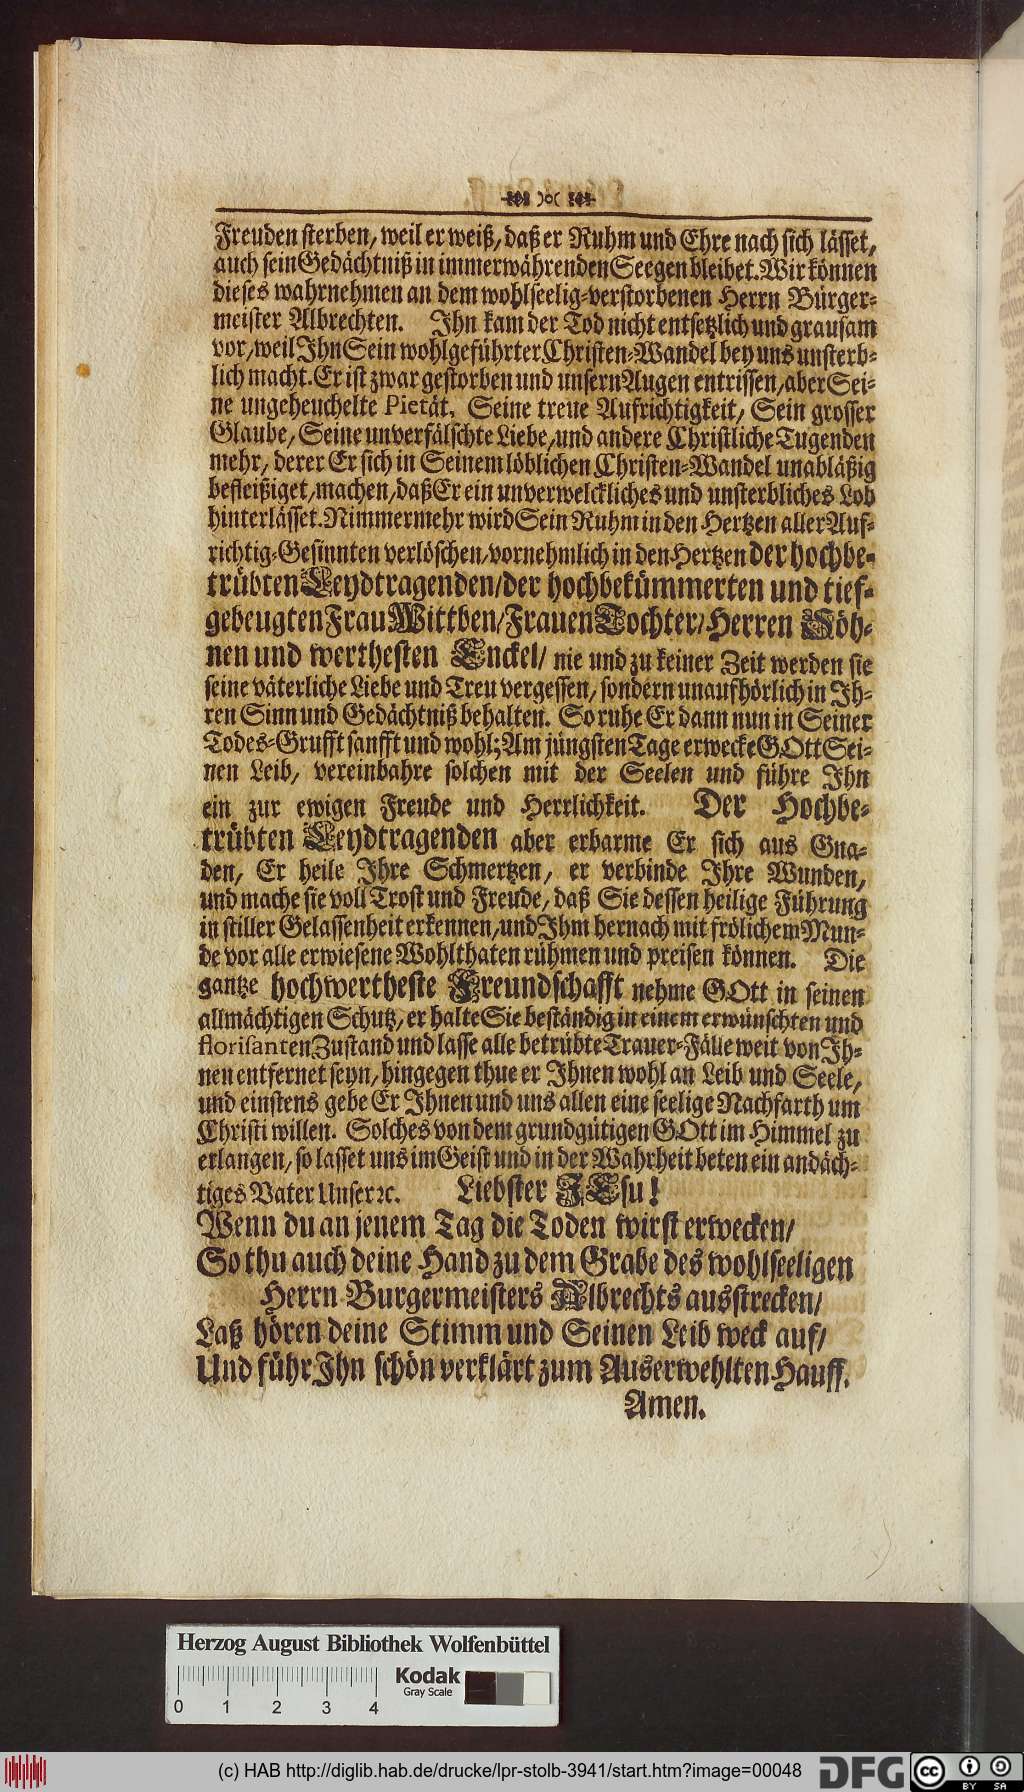 Freuden sterben, weil er weiß, daß er Ruhm und Ehre nach sich lässet,
auch sein Gedächtniß in immerwährenden Seegen bleibet. Wir können
dieses wahrnehmen an dem wohlseelig-verstorbenen Herrn Bürger-
meister Albrechten. Ihn kam der Tod nicht entsetzlich und grausam
vor, weil Ihn Sein wohlgeführter Christen-Wandel bey uns unsterb-
lich macht. Er ist zwar gestorben und unsern Augen entrissen, aber Sei-
ne ungeheuchelte Pietät, Seine treue Aufrichtigkeit, Sein grosser
Glaube, Seine unverfälschte Liebe, und andere Christliche Tugenden
mehr, derer Er sich in Seinem löblichen Christen-Wandel unabläßig
befleißiget, machen, daß Er ein unverwelckliches und unsterbliches Lob
hinterlässet. Nimmermehr wird Sein Ruhm in den Hertzen aller Auf-
richtig-Gesinnten verlöschen, vornehmlich in den Hertzen der hochbe-
trübten Leydtragenden/ der hochbekümmerten und tief-
gebeugten Frau Wittben/ Frauen Tochter/ Herren Söh-
nen und werthesten Enckel/ nie und zu keiner Zeit werden sie
seine väterliche Liebe und Treu vergessen, sondern unaufhörlich in Ih-
ren Sinn und Gedächtniß behalten. So ruhe Er dann nun in Seiner
Todes-Grufft sanfft und wohl; Am jüngsten Tage erwecke GOtt Sei-
nen Leib, vereinbahre solchen mit der Seelen und führe Ihn
ein zur ewigen Freude und Herrlichkeit. Der Hochbe-
trübten Leydtragenden aber erbarme Er sich aus Gna-
den, Er heile Ihre Schmertzen, er verbinde Ihre Wunden,
und mache sie voll Trost und Freude, daß Sie dessen heilige Führung
in stiller Gelassenheit erkennen, und Ihm hernach mit frölichem Mun-
de vor alle erwiesene Wohlthaten rühmen und preisen können. Die
gantze hochwertheste Freundschafft nehme GOtt in seinen
allmächtigen Schutz, er halte Sie beständig in einem erwünschten und
florisanten Zustand und lasse alle betrübte Trauer-Fälle weit von Ih-
nen entfernet seyn, hingegen thue er Ihnen wohl an Leib und Seele,
und einstens gebe Er Ihnen und uns allen eine seelige Nachfarth um
Christi willen. Solches von dem grundgütigen GOtt im Himmel zu
erlangen, so lasset uns im Geist und in der Wahrheit beten ein andäch-
tiges Vater Unser ꝛc. Liebster JEsu!
Wenn du an jenem Tag die Toden wirst erwecken/
So thu auch deine Hand zu dem Grabe des wohlseeligen
Herrn Burgermeisters Albrechts ausstrecken/
Laß hören deine Stimm und Seinen Leib weck auf/
Und führ Ihn schön verklärt zum Auserwehlten Hauff.
Amen.
Herzog August Bibliothek Wolfenbüttel
Kodak
Gray Scale
0 1 2 3 4
(c) HAB http://diglib.hab.de/drucke/lpr-stolb-3941/start.htm?image=00048
DFG
cc BY SA